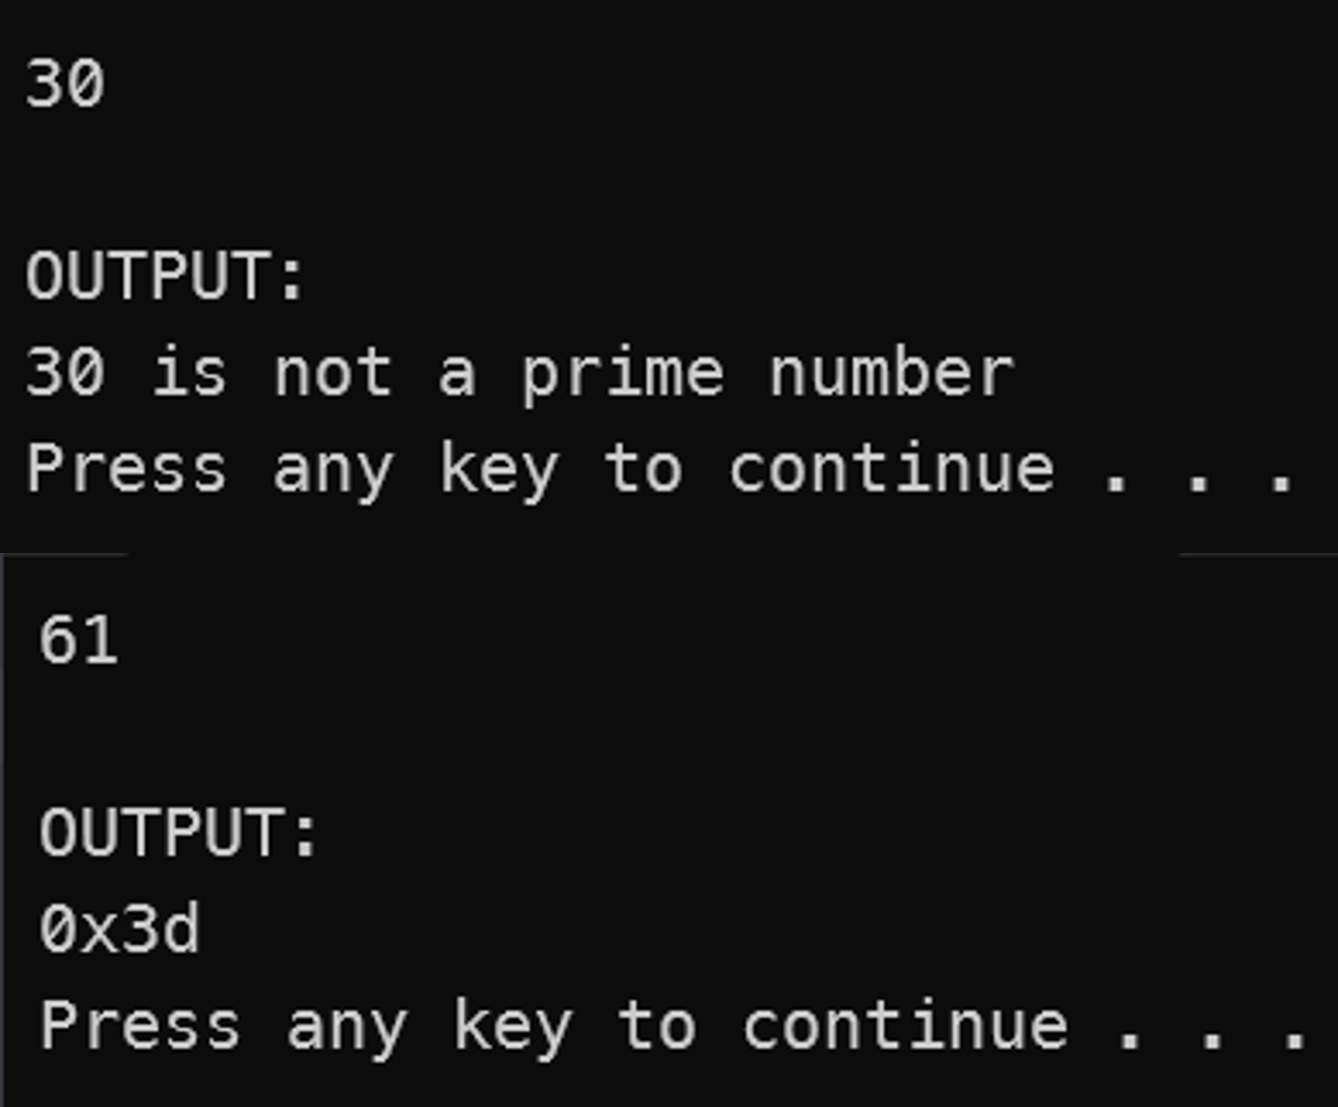 30
OUTPUT:
30 is not a prime number
Press any key to continue . . .
61
OUTPUT:
0x3d
Press any key to continue . . .